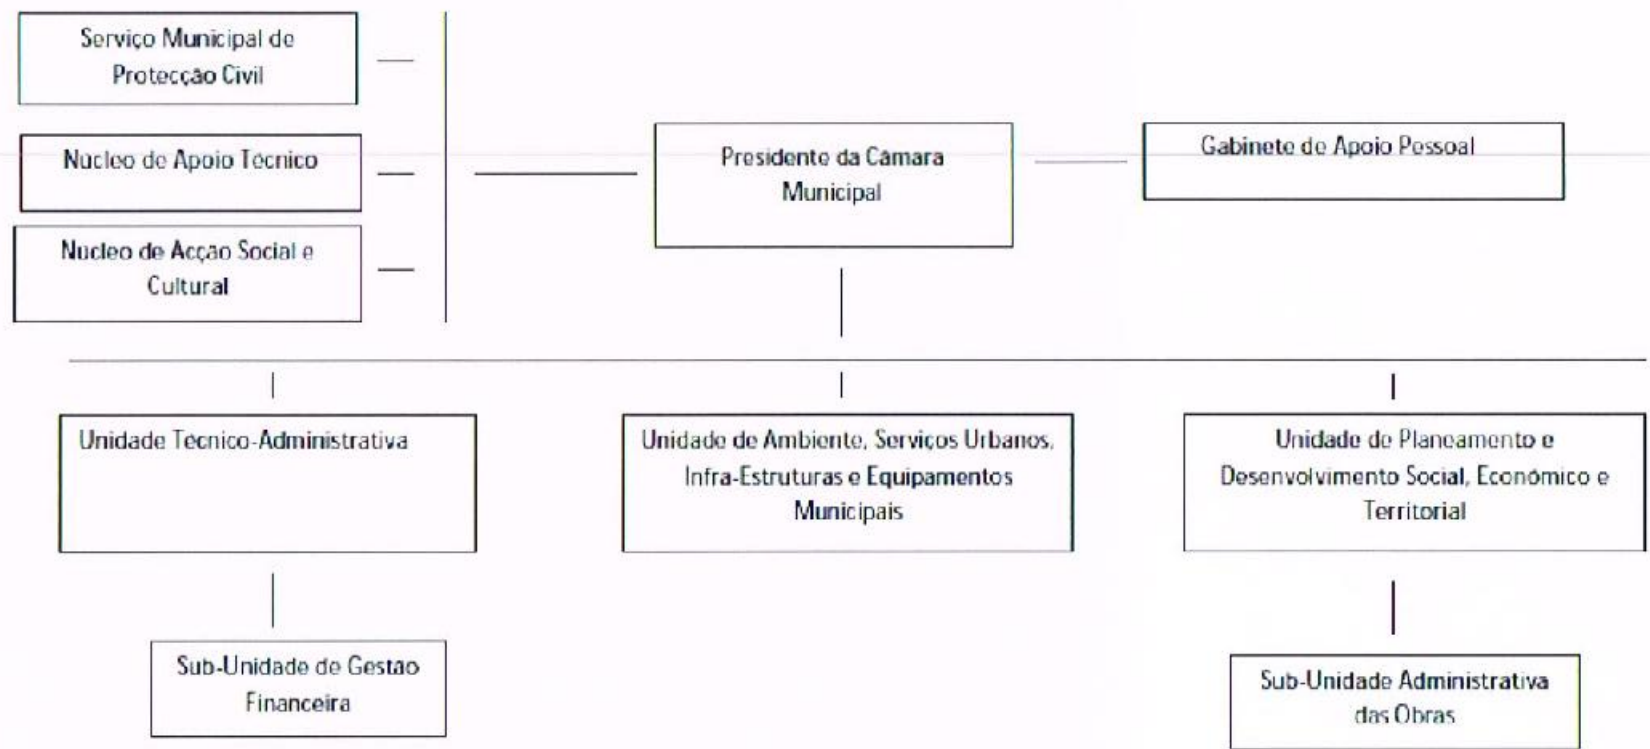 Serviço Municipal de
Protecção Civil
Núcleo de Apoio Técnico
Núcleo de Acção Social e
Cultural
Presidente da Câmara
Municipal
Gabinete de Apoio Pessoal
Unidade Técnico-Administrativa
Unidade de Ambiente, Serviços Urbanos,
Infra-Estruturas e Equipamentos
Municipais
Unidade de Planeamento e
Desenvolvimento Social, Económico e
Territorial
Sub-Unidade de Gestão
Financeira
Sub-Unidade Administrativa
das Obras